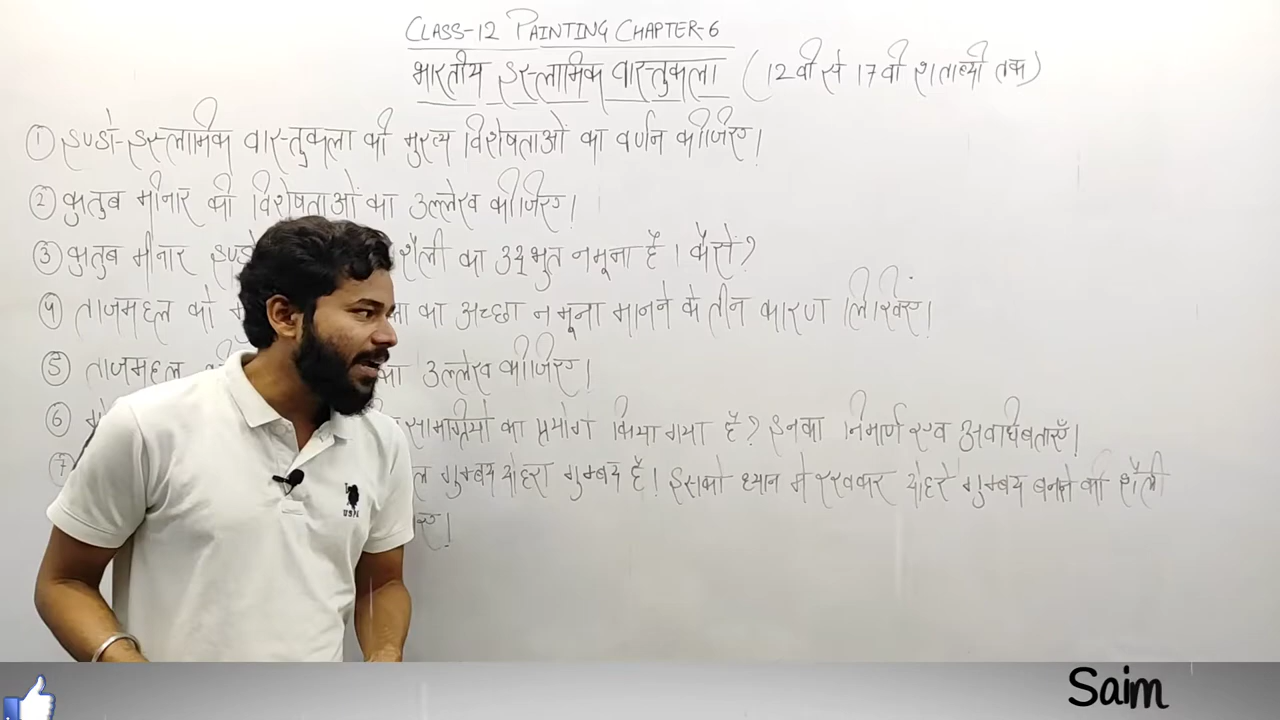 CLASS-12 PAINTING CHAPTER-6
भारतीय इस्लामिक वास्तुकला (12वी से 17वी शताब्दी तक)
① इण्डो-इस्लामिक वास्तुकला की मुख्य विशेषताओं का वर्णन कीजिए।
② कुतुब मीनार की विशेषताओं का उल्लेख कीजिए।
③ कुतुब मीनार शैली का अद्भुत नमूना है। कैसे?
④ ताजमहल को का अच्छा नमूना मानने के तीन कारण लिखिएं।
⑤ ताजमहल का उल्लेख कीजिए।
⑥ सामग्रियो का प्रयोग किया गया है? इनका निर्माण एंव अवधि बताएँ।
⑦ गुम्बद दोहरा गुम्बद है। इसको ध्यान मे रखकर दोहरे गुम्बद बनाने की शैली
USPA
Saim